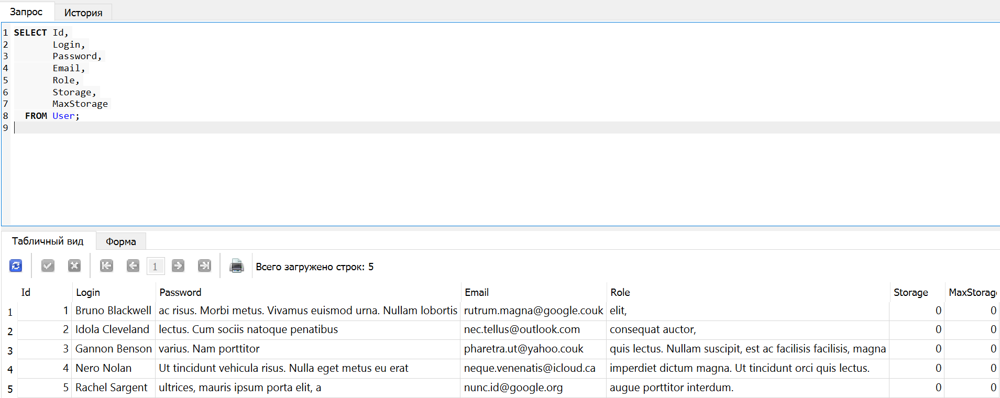 Запрос История
1 SELECT Id,
2 Login,
3 Password,
4 Email,
5 Role,
6 Storage,
7 MaxStorage
8 FROM User;
9
Табличный вид Форма
1 Всего загружено строк: 5
Id Login Password Email Role Storage MaxStorag
1 1 Bruno Blackwell ac risus. Morbi metus. Vivamus euismod urna. Nullam lobortis rutrum.magna@google.couk elit, 0 0
2 2 Idola Cleveland lectus. Cum sociis natoque penatibus nec.tellus@outlook.com consequat auctor, 0 0
3 3 Gannon Benson varius. Nam porttitor pharetra.ut@yahoo.couk quis lectus. Nullam suscipit, est ac facilisis facilisis, magna 0 0
4 4 Nero Nolan Ut tincidunt vehicula risus. Nulla eget metus eu erat neque.venenatis@icloud.ca imperdiet dictum magna. Ut tincidunt orci quis lectus. 0 0
5 5 Rachel Sargent ultrices, mauris ipsum porta elit, a nunc.id@google.org augue porttitor interdum. 0 0